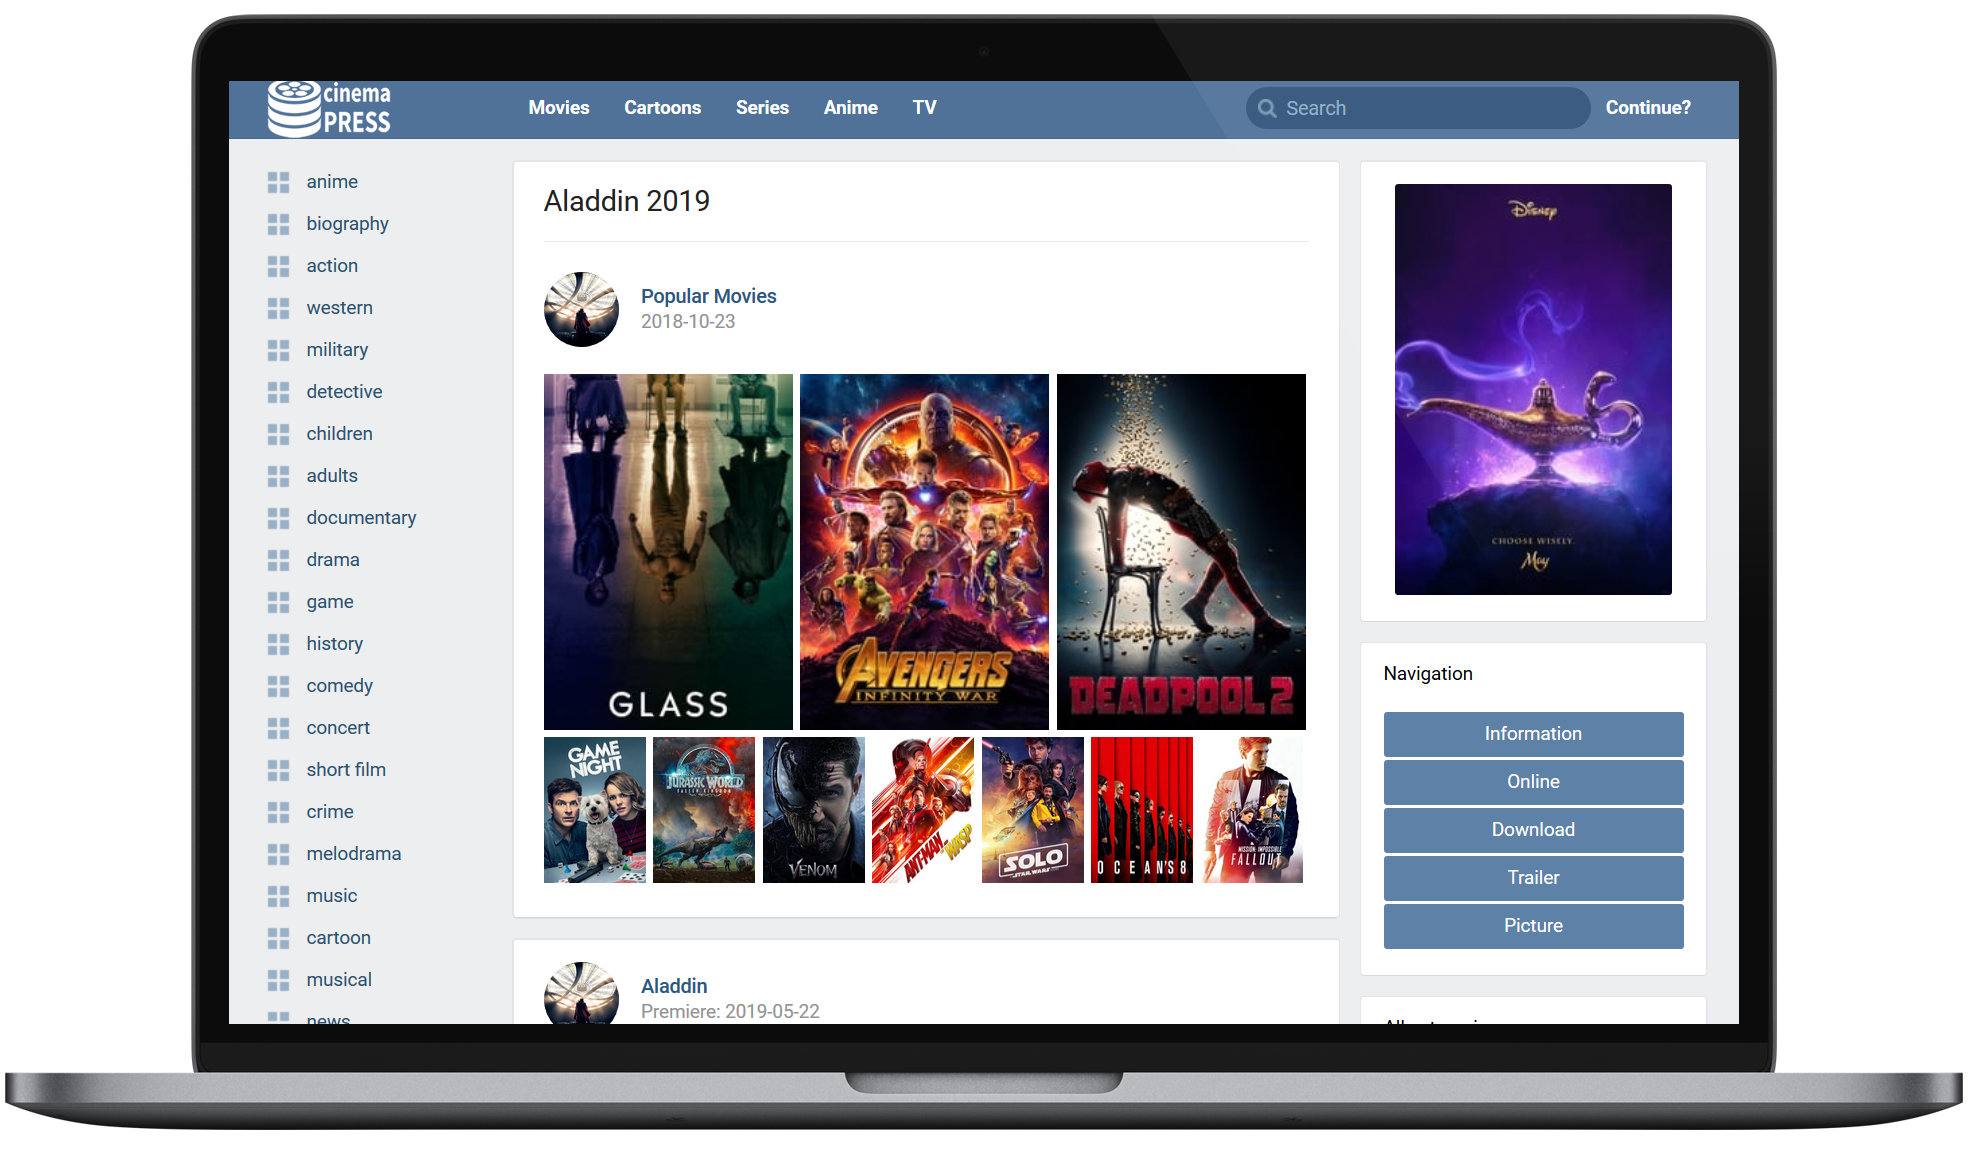 cinema
PRESS
Movies
Cartoons
Series
Anime
TV
Search
Continue?
anime
biography
action
western
military
detective
children
adults
documentary
drama
game
history
comedy
concert
short film
crime
melodrama
music
cartoon
musical
news
Aladdin 2019
Popular Movies
2018-10-23
GLASS
AVENGERS
INFINITY WAR
DEADPOOL 2
GAME
NIGHT
JURASSIC WORLD
FALLEN KINGDOM
VENOM
ANT-MAN
WASP
SOLO
A STAR WARS
OCEAN'S 8
MISSION: IMPOSSIBLE
FALLOUT
Aladdin
Premiere: 2019-05-22
Disney
CHOOSE WISELY.
May
Navigation
Information
Online
Download
Trailer
Picture